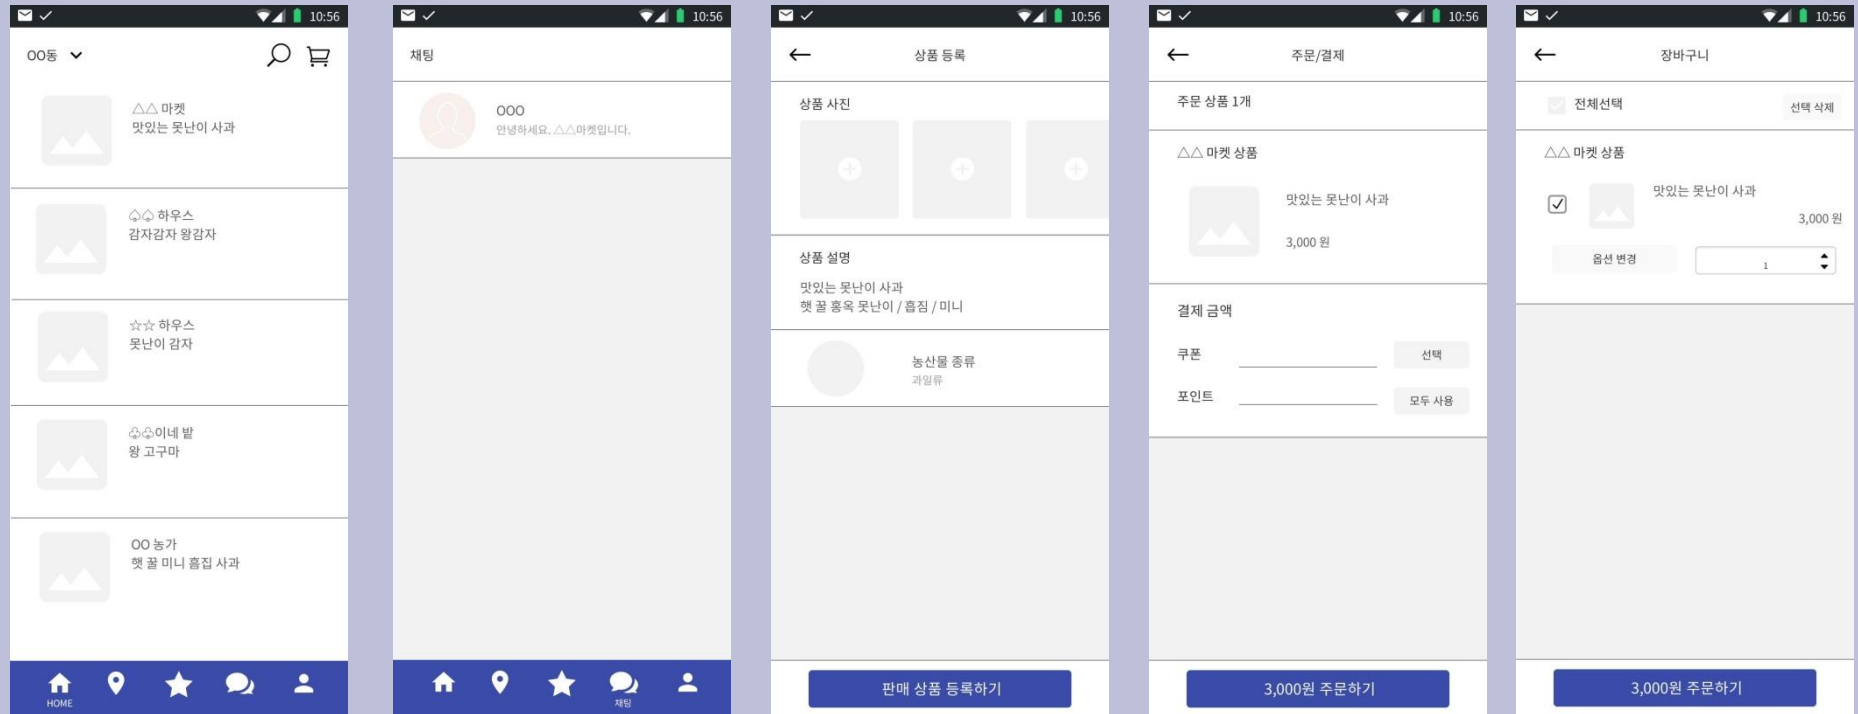 10:56
OO동
△△ 마켓
맛있는 못난이 사과
♤♤ 하우스
감자감자 왕감자
☆☆ 하우스
못난이 감자
♧♧이네 밭
왕 고구마
OO 농가
햇 꿀 미니 흠집 사과
HOME
10:56
채팅
OOO
안녕하세요. △△마켓입니다.
채팅
10:56
상품 등록
상품 사진
상품 설명
맛있는 못난이 사과
햇 꿀 홍옥 못난이 / 흠짐 / 미니
농산물 종류
과일류
판매 상품 등록하기
10:56
주문/결제
주문 상품 1개
△△ 마켓 상품
맛있는 못난이 사과
3,000 원
결제 금액
쿠폰
선택
포인트
모두 사용
3,000원 주문하기
10:56
장바구니
전체선택
선택 삭제
△△ 마켓 상품
맛있는 못난이 사과
3,000 원
옵션 변경
1
3,000원 주문하기